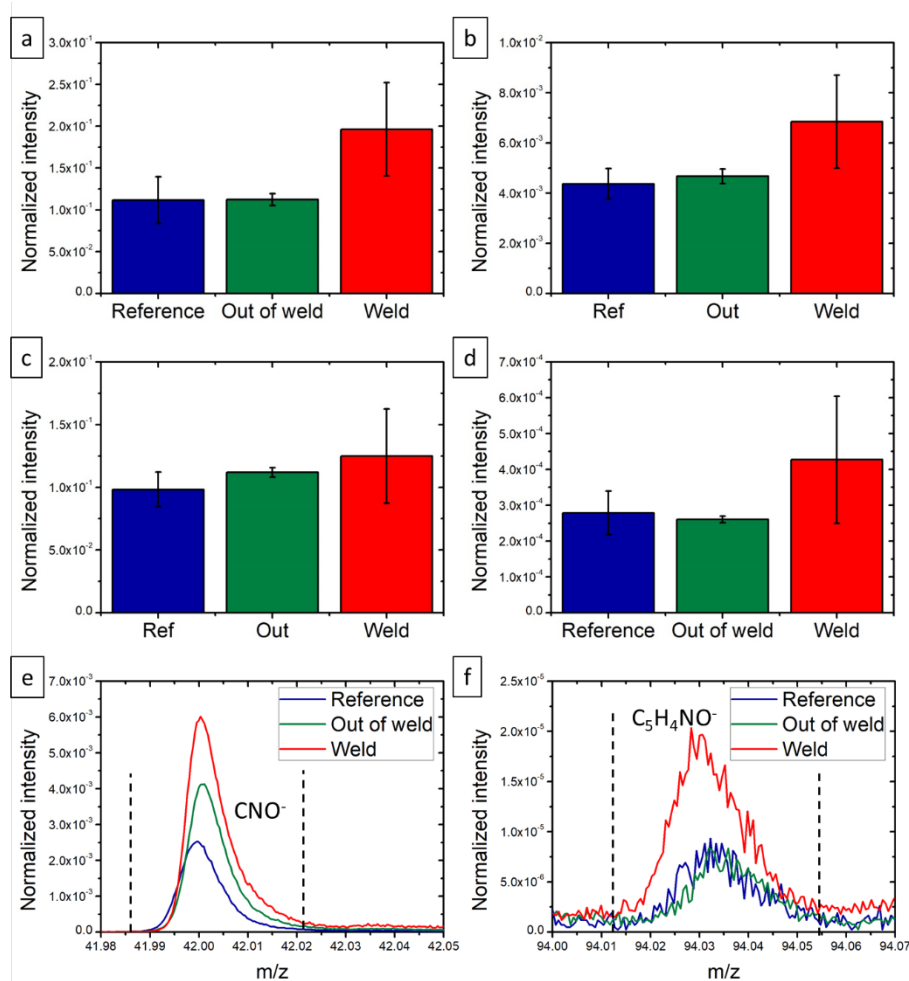 a
3.0x10⁻¹
2.5x10⁻¹
2.0x10⁻¹
1.5x10⁻¹
1.0x10⁻¹
5.0x10⁻²
0.0
Normalized intensity
Reference Out of weld Weld
b
1.0x10⁻²
8.0x10⁻³
6.0x10⁻³
4.0x10⁻³
2.0x10⁻³
0.0
Normalized intensity
Ref Out Weld
c
2.0x10⁻¹
1.5x10⁻¹
1.0x10⁻¹
5.0x10⁻²
0.0
Normalized intensity
Ref Out Weld
d
7.0x10⁻⁴
6.0x10⁻⁴
5.0x10⁻⁴
4.0x10⁻⁴
3.0x10⁻⁴
2.0x10⁻⁴
1.0x10⁻⁴
0.0
Normalized intensity
Reference Out of weld Weld
e
7.0x10⁻³
6.0x10⁻³
5.0x10⁻³
4.0x10⁻³
3.0x10⁻³
2.0x10⁻³
1.0x10⁻³
0.0
Normalized intensity
Reference
Out of weld
Weld
CNO⁻
41.98 41.99 42.00 42.01 42.02 42.03 42.04 42.05
m/z
f
2.5x10⁻⁵
2.0x10⁻⁵
1.5x10⁻⁵
1.0x10⁻⁵
5.0x10⁻⁶
0.0
Normalized intensity
C₅H₄NO⁻
Reference
Out of weld
Weld
94.00 94.01 94.02 94.03 94.04 94.05 94.06 94.07
m/z